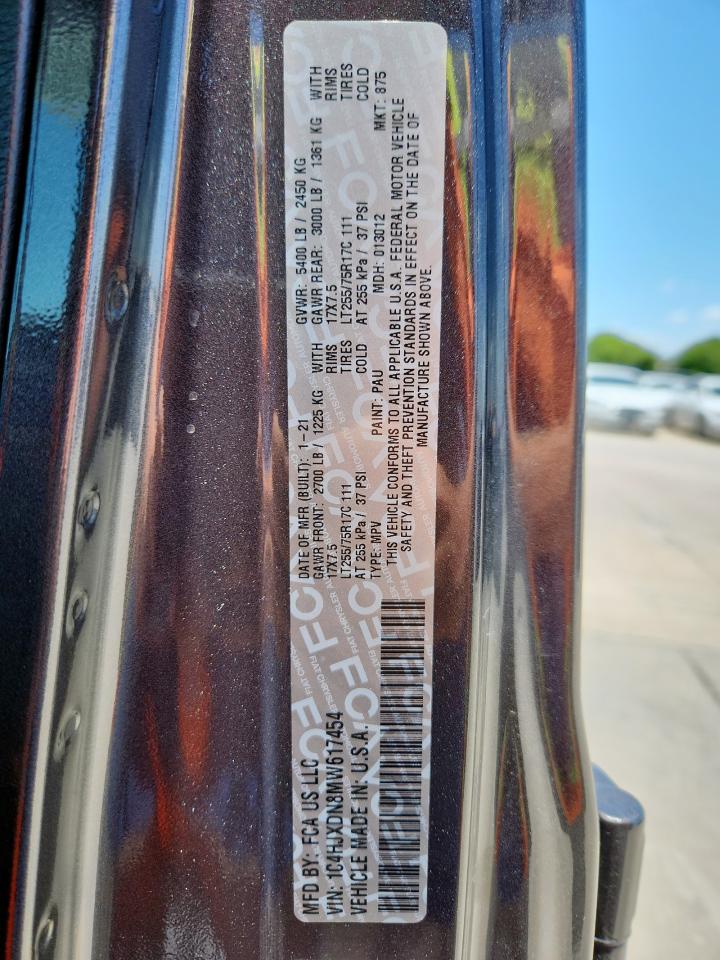 MFD BY: FCA US LLC
DATE OF MFR (BUILT): 1-21
GVWR: 5400 LB / 2450 KG
GAWR FRONT: 2700 LB / 1225 KG WITH
GAWR REAR: 3000 LB / 1361 KG WITH
17X7.5 RIMS
17X7.5 RIMS
LT255/75R17C 111 TIRES
LT255/75R17C 111 TIRES
AT 255 kPa / 37 PSI COLD
AT 255 kPa / 37 PSI COLD
VIN: 1C4HJXDN8MW617454
TYPE: MPV PAINT: PAU MDH: 013012 MKT: 875
VEHICLE MADE IN: U.S.A.
THIS VEHICLE CONFORMS TO ALL APPLICABLE U.S.A. FEDERAL MOTOR VEHICLE
SAFETY AND THEFT PREVENTION STANDARDS IN EFFECT ON THE DATE OF
MANUFACTURE SHOWN ABOVE.